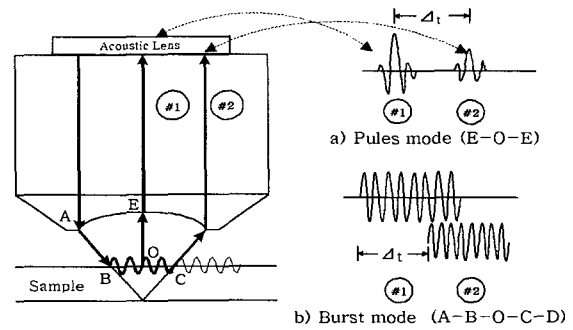 Acoustic Lens
#1
#2
A
E
O
B
C
Sample
Δt
#1
#2
a) Pules mode (E-O-E)
Δt
#1
#2
b) Burst mode (A-B-O-C-D)